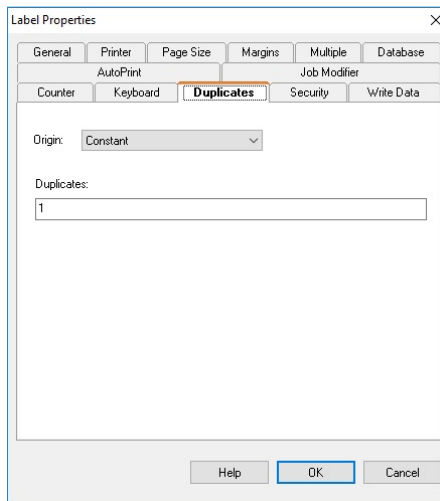 Label Properties
General Printer Page Size Margins Multiple Database
AutoPrint Job Modifier
Counter Keyboard Duplicates Security Write Data
Origin: Constant
Duplicates:
1
Help OK Cancel